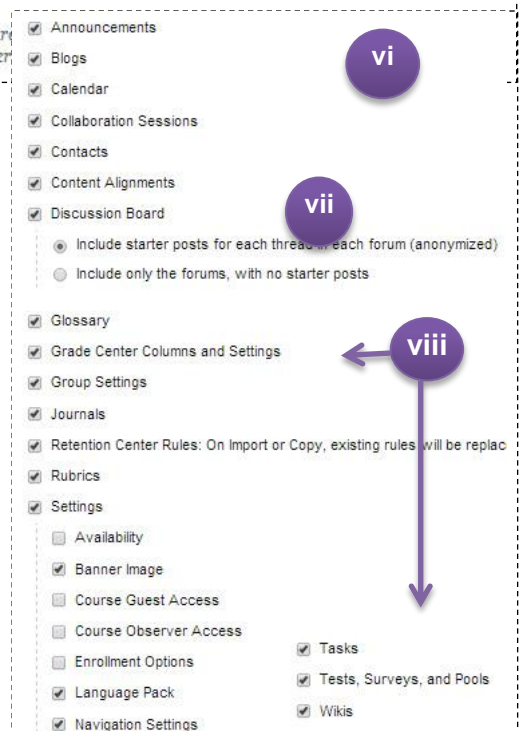 Announcements
vi
Blogs
Calendar
Collaboration Sessions
Contacts
Content Alignments
vii
Discussion Board
Include starter posts for each thread in each forum (anonymized)
Include only the forums, with no starter posts
Glossary
Grade Center Columns and Settings
viii
Group Settings
Journals
Retention Center Rules: On Import or Copy, existing rules will be replac
Rubrics
Settings
Availability
Banner Image
Course Guest Access
Course Observer Access
Enrollment Options
Language Pack
Navigation Settings
Tasks
Tests, Surveys, and Pools
Wikis